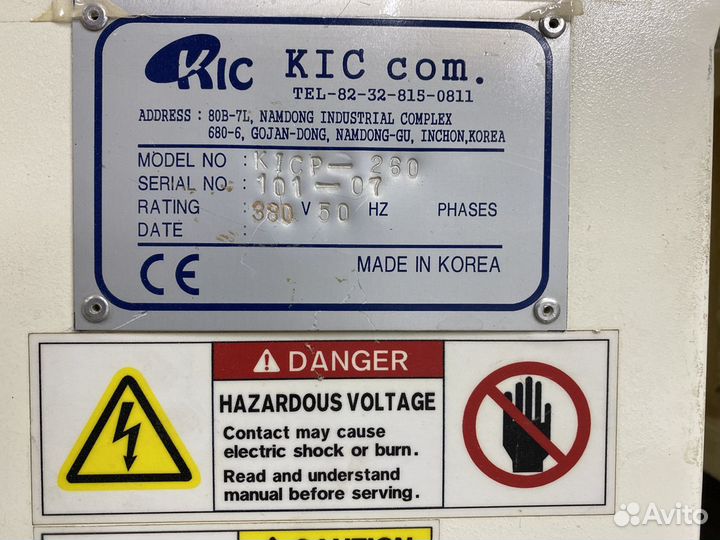 KIC KIC com.
TEL-82-32-815-0811
ADDRESS : 80B-7L, NAMDONG INDUSTRIAL COMPLEX
680-6, GOJAN-DONG, NAMDONG-GU, INCHON,KOREA
MODEL NO : KICP-260
SERIAL NO. : 101-07
RATING : 380 V 50 HZ PHASES
DATE :
CE MADE IN KOREA
DANGER
HAZARDOUS VOLTAGE
Contact may cause
electric shock or burn.
Read and understand
manual before serving.
CAUTION
Avito